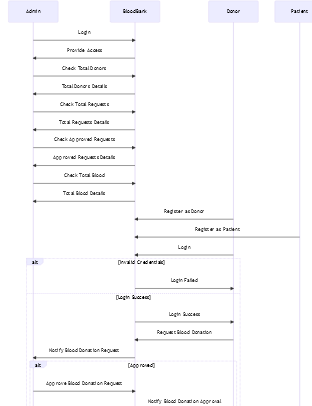 Admin BloodBank Donor Patient
Login
Provide Access
Check Total Donors
Total Donors Details
Check Total Requests
Total Requests Details
Check Approved Requests
Approved Requests Details
Check Total Blood
Total Blood Details
Register as Donor
Register as Patient
Login
alt [Invalid Credentials]
Login Failed
[Login Success]
Login Success
Request Blood Donation
Notify Blood Donation Request
alt [Approved]
Approve Blood Donation Request
Notify Blood Donation Approval